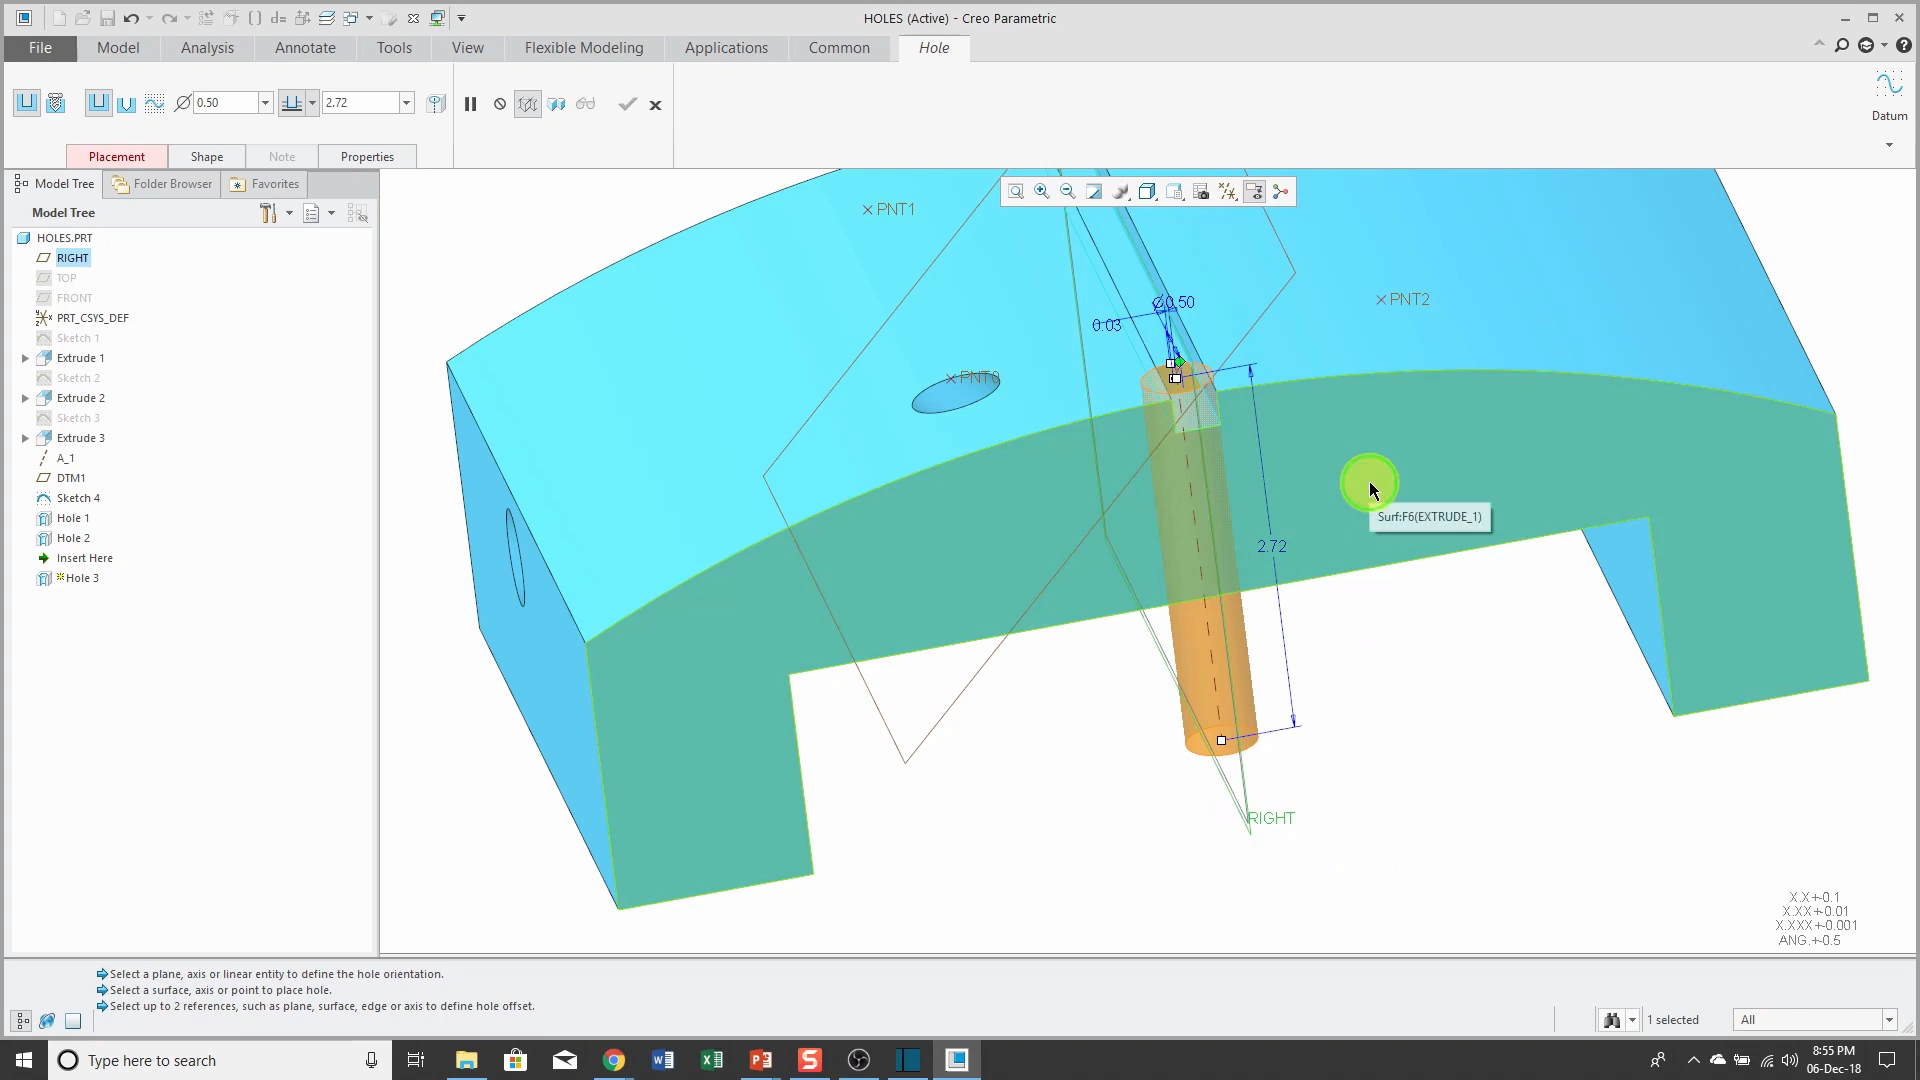 HOLES (Active) - Creo Parametric
File Model Analysis Annotate Tools View Flexible Modeling Applications Common Hole
0.50 2.72
Datum
Placement Shape Note Properties
Model Tree Folder Browser Favorites
Model Tree
HOLES.PRT
RIGHT
TOP
FRONT
PRT_CSYS_DEF
Sketch 1
Extrude 1
Sketch 2
Extrude 2
Sketch 3
Extrude 3
A_1
DTM1
Sketch 4
Hole 1
Hole 2
Insert Here
Hole 3
PNT1
Ø0.50
PNT2
0.03
PNT0
Surf:F6(EXTRUDE_1)
2.72
RIGHT
X.X+-0.1
X.XX+-0.01
X.XXX+-0.001
ANG.+-0.5
Select a plane, axis or linear entity to define the hole orientation.
Select a surface, axis or point to place hole.
Select up to 2 references, such as plane, surface, edge or axis to define hole offset.
1 selected All
Type here to search
8:55 PM
06-Dec-18